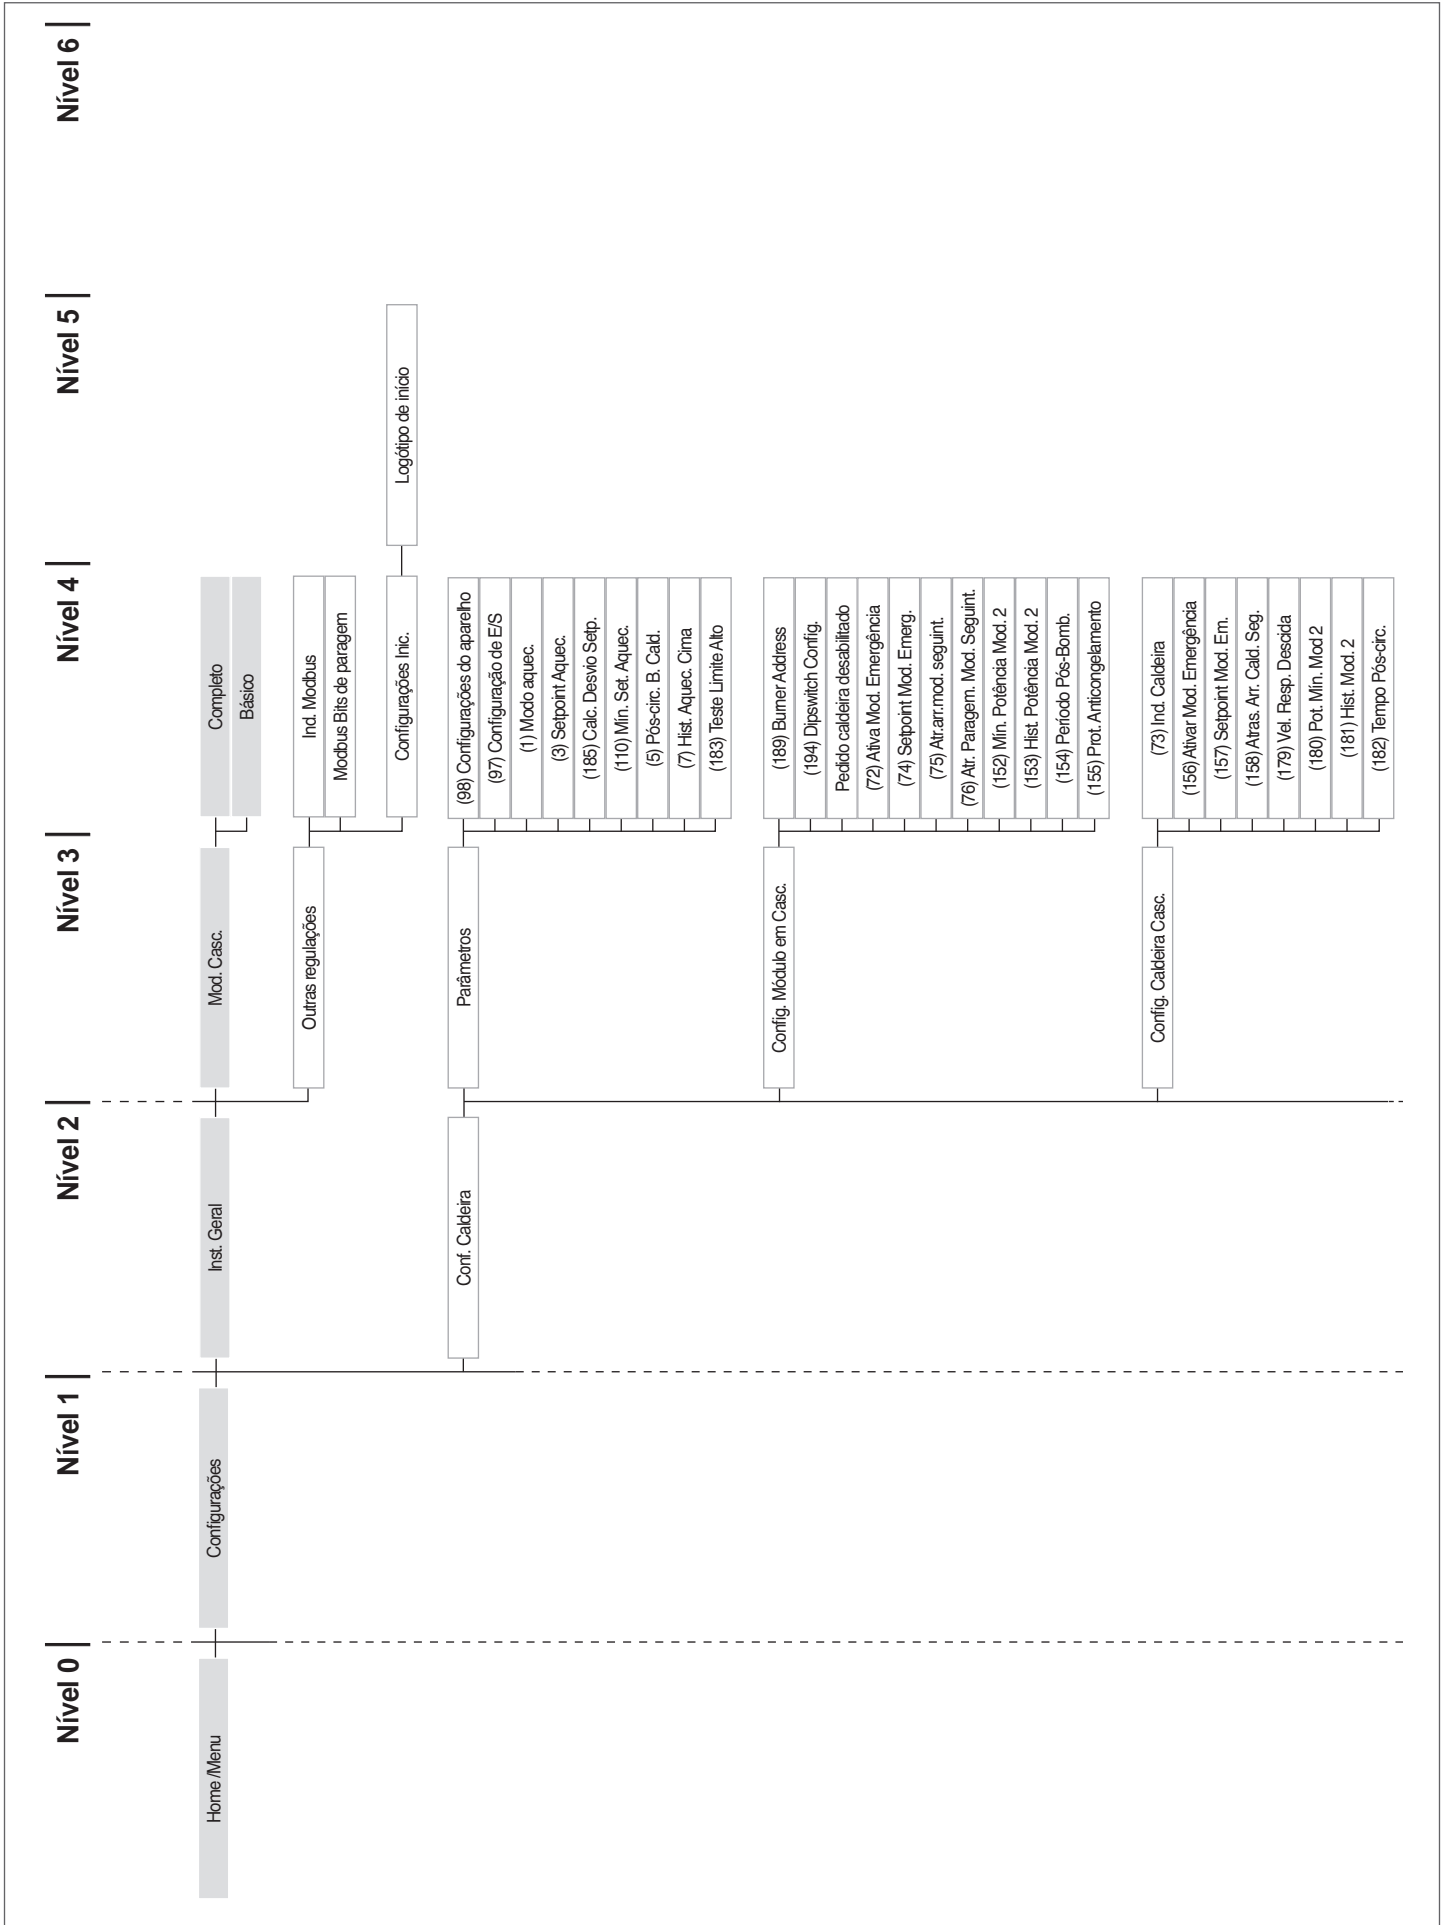 Nível 0
Nível 1
Nível 2
Nível 3
Nível 4
Nível 5
Nível 6
Home /Menu
Configurações
Inst. Geral
Mod. Casc.
Completo
Básico
Outras regulações
Ind. Modbus
Modbus Bits de paragem
Configurações Inic.
Logótipo de início
Conf. Caldeira
Parâmetros
(98) Configurações do aparelho
(97) Configuração de E/S
(1) Modo aquec.
(3) Setpoint Aquec.
(185) Calc. Desvio Setp.
(110) Mín. Set. Aquec.
(5) Pós-circ. B. Cald.
(7) Hist. Aquec. Cima
(183) Teste Limite Alto
Config. Módulo em Casc.
(189) Burner Address
(194) Dipswitch Config.
Pedido caldeira desabilitado
(72) Ativa Mod. Emergência
(74) Setpoint Mod. Emerg.
(75) Atr.arr.mod. seguint.
(76) Atr. Paragem. Mod. Seguint.
(152) Mín. Potência Mod. 2
(153) Hist. Potência Mod. 2
(154) Período Pós-Bomb.
(155) Prot. Anticongelamento
Config. Caldeira Casc.
(73) Ind. Caldeira
(156) Ativar Mod. Emergência
(157) Setpoint Mod. Em.
(158) Atras. Arr. Cald. Seg.
(179) Vel. Resp. Descida
(180) Pot. Mín. Mod 2
(181) Hist. Mod. 2
(182) Tempo Pós-circ.